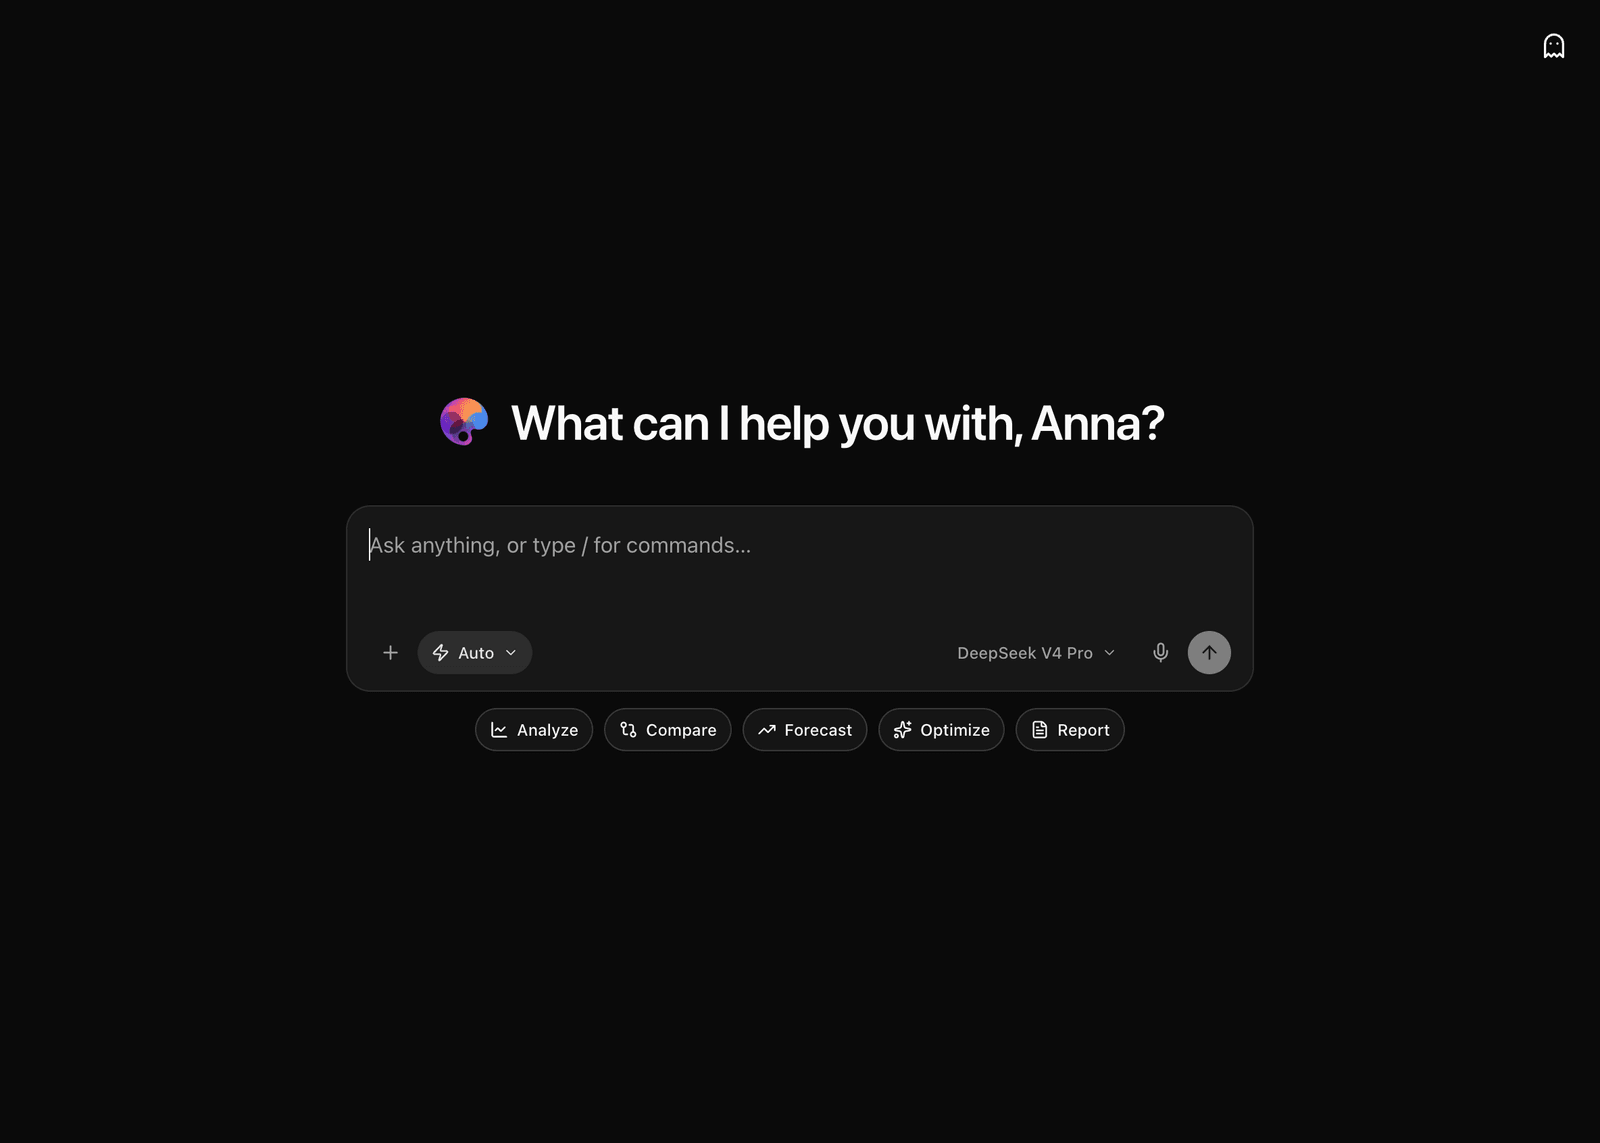 What can I help you with, Anna?
Ask anything, or type / for commands...
Auto
DeepSeek V4 Pro
Analyze
Compare
Forecast
Optimize
Report